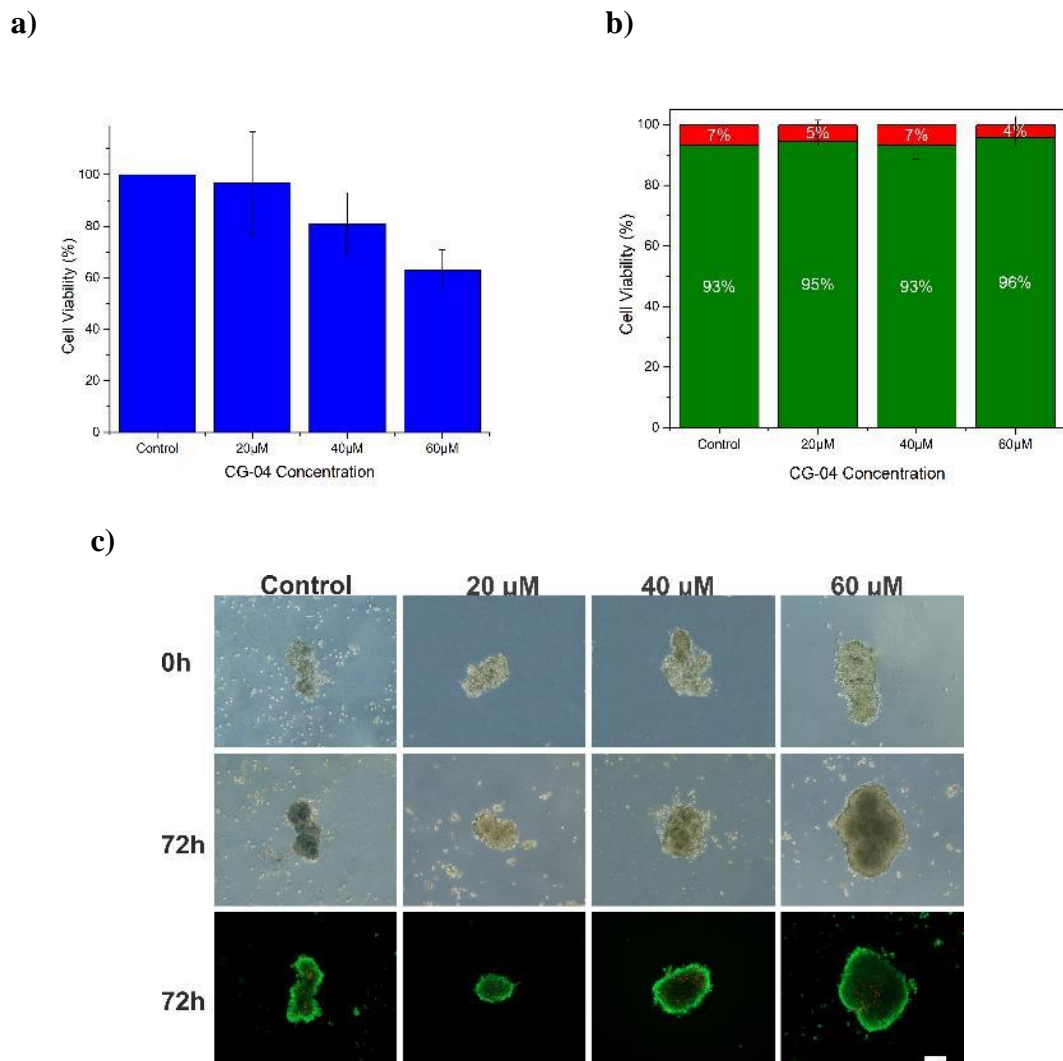 a)
b)
100
80
60
40
20
0
Cell Viability (%)
Control
20µM
40µM
60µM
CG-04 Concentration
100
80
60
40
20
0
Cell Viability (%)
7%
5%
7%
4%
93%
95%
93%
96%
Control
20µM
40µM
60µM
CG-04 Concentration
c)
Control 20 µM 40 µM 60 µM
0h
72h
72h